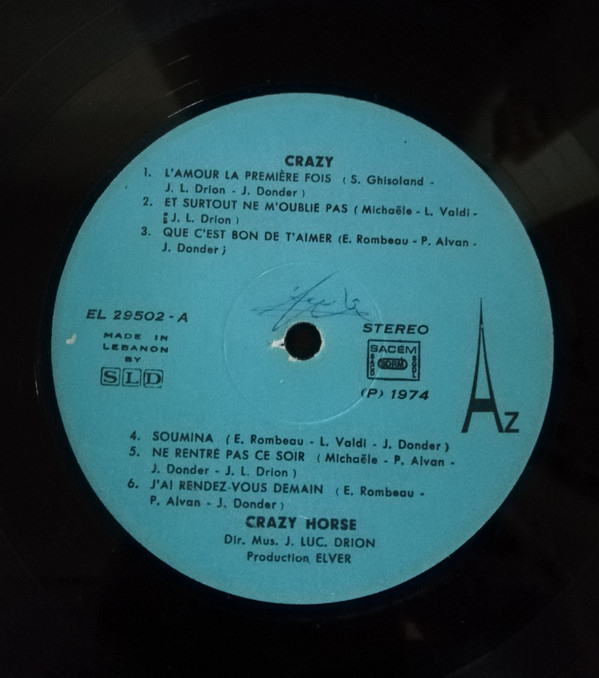 CRAZY
1. L'AMOUR LA PREMIÈRE FOIS ( S. Ghisoland -
J. L. Drion - J. Donder )
2. ET SURTOUT NE M'OUBLIE PAS ( Michaële - L. Valdi -
J. L. Drion )
3. QUE C'EST BON DE T'AIMER (E. Rombeau - P. Alvan -
J. Donder )
EL 29502 - A
MADE IN
LEBANON
BY
SLD
STEREO
SACEM
(P) 1974
Az
4. SOUMINA ( E. Rombeau - L. Valdi - J. Donder )
5. NE RENTRE PAS CE SOIR ( Michaële - P. Alvan -
J. Donder - J. L. Drion )
6. J'AI RENDEZ-VOUS DEMAIN ( E. Rombeau -
P. Alvan - J. Donder )
CRAZY HORSE
Dir. Mus. J. LUC. DRION
Production ELVER